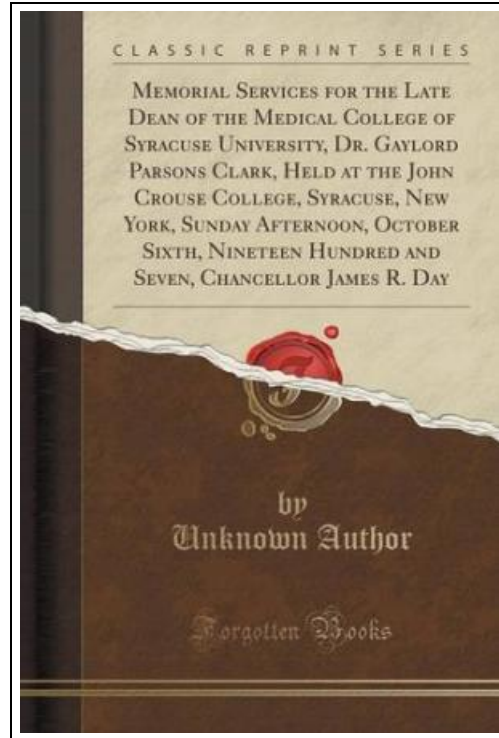 CLASSIC REPRINT SERIES
MEMORIAL SERVICES FOR THE LATE
DEAN OF THE MEDICAL COLLEGE OF
SYRACUSE UNIVERSITY, DR. GAYLORD
PARSONS CLARK, HELD AT THE JOHN
CROUSE COLLEGE, SYRACUSE, NEW
YORK, SUNDAY AFTERNOON, OCTOBER
SIXTH, NINETEEN HUNDRED AND
SEVEN, CHANCELLOR JAMES R. DAY
by
Unknown Author
Forgotten Books